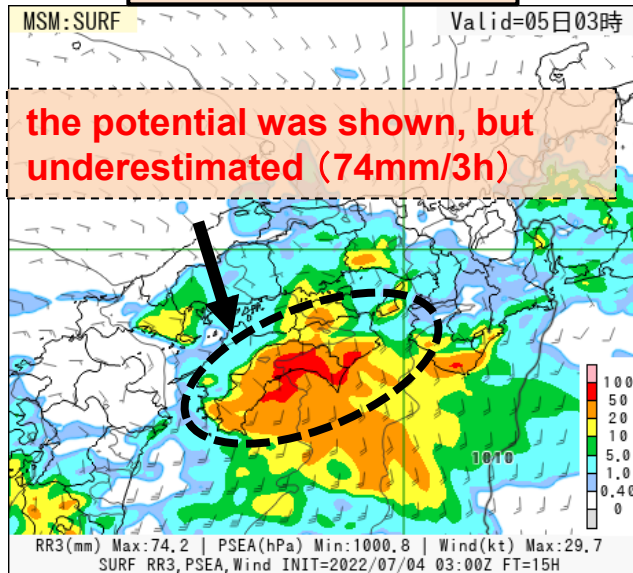 MSM:SURF
Valid=05日03時
the potential was shown, but
underestimated（74mm/3h）
1010
100
50
20
10
5.0
1.0
0.40
0
RR3(mm) Max:74.2 | PSEA(hPa) Min:1000.8 | Wind(kt) Max:29.7
SURF RR3,PSEA,Wind INIT=2022/07/04 03:00Z FT=15H